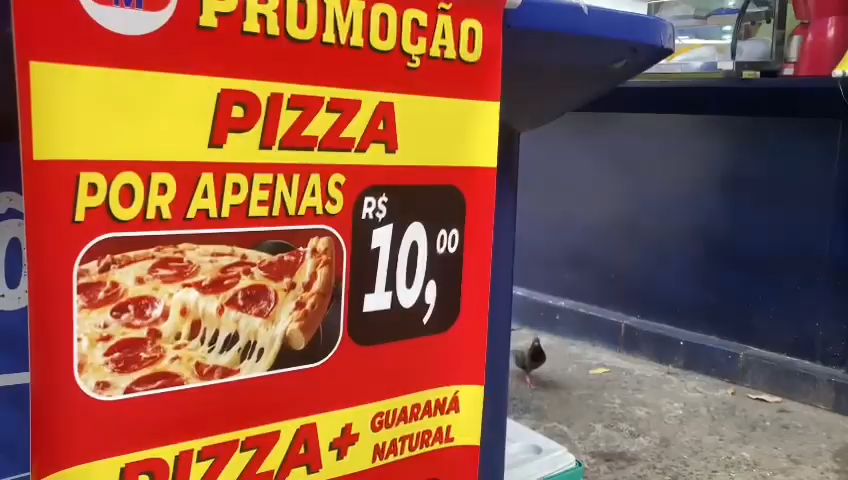 M
PROMOÇÃO
PIZZA
POR APENAS
R$ 10,00
PIZZA + GUARANÁ
NATURAL